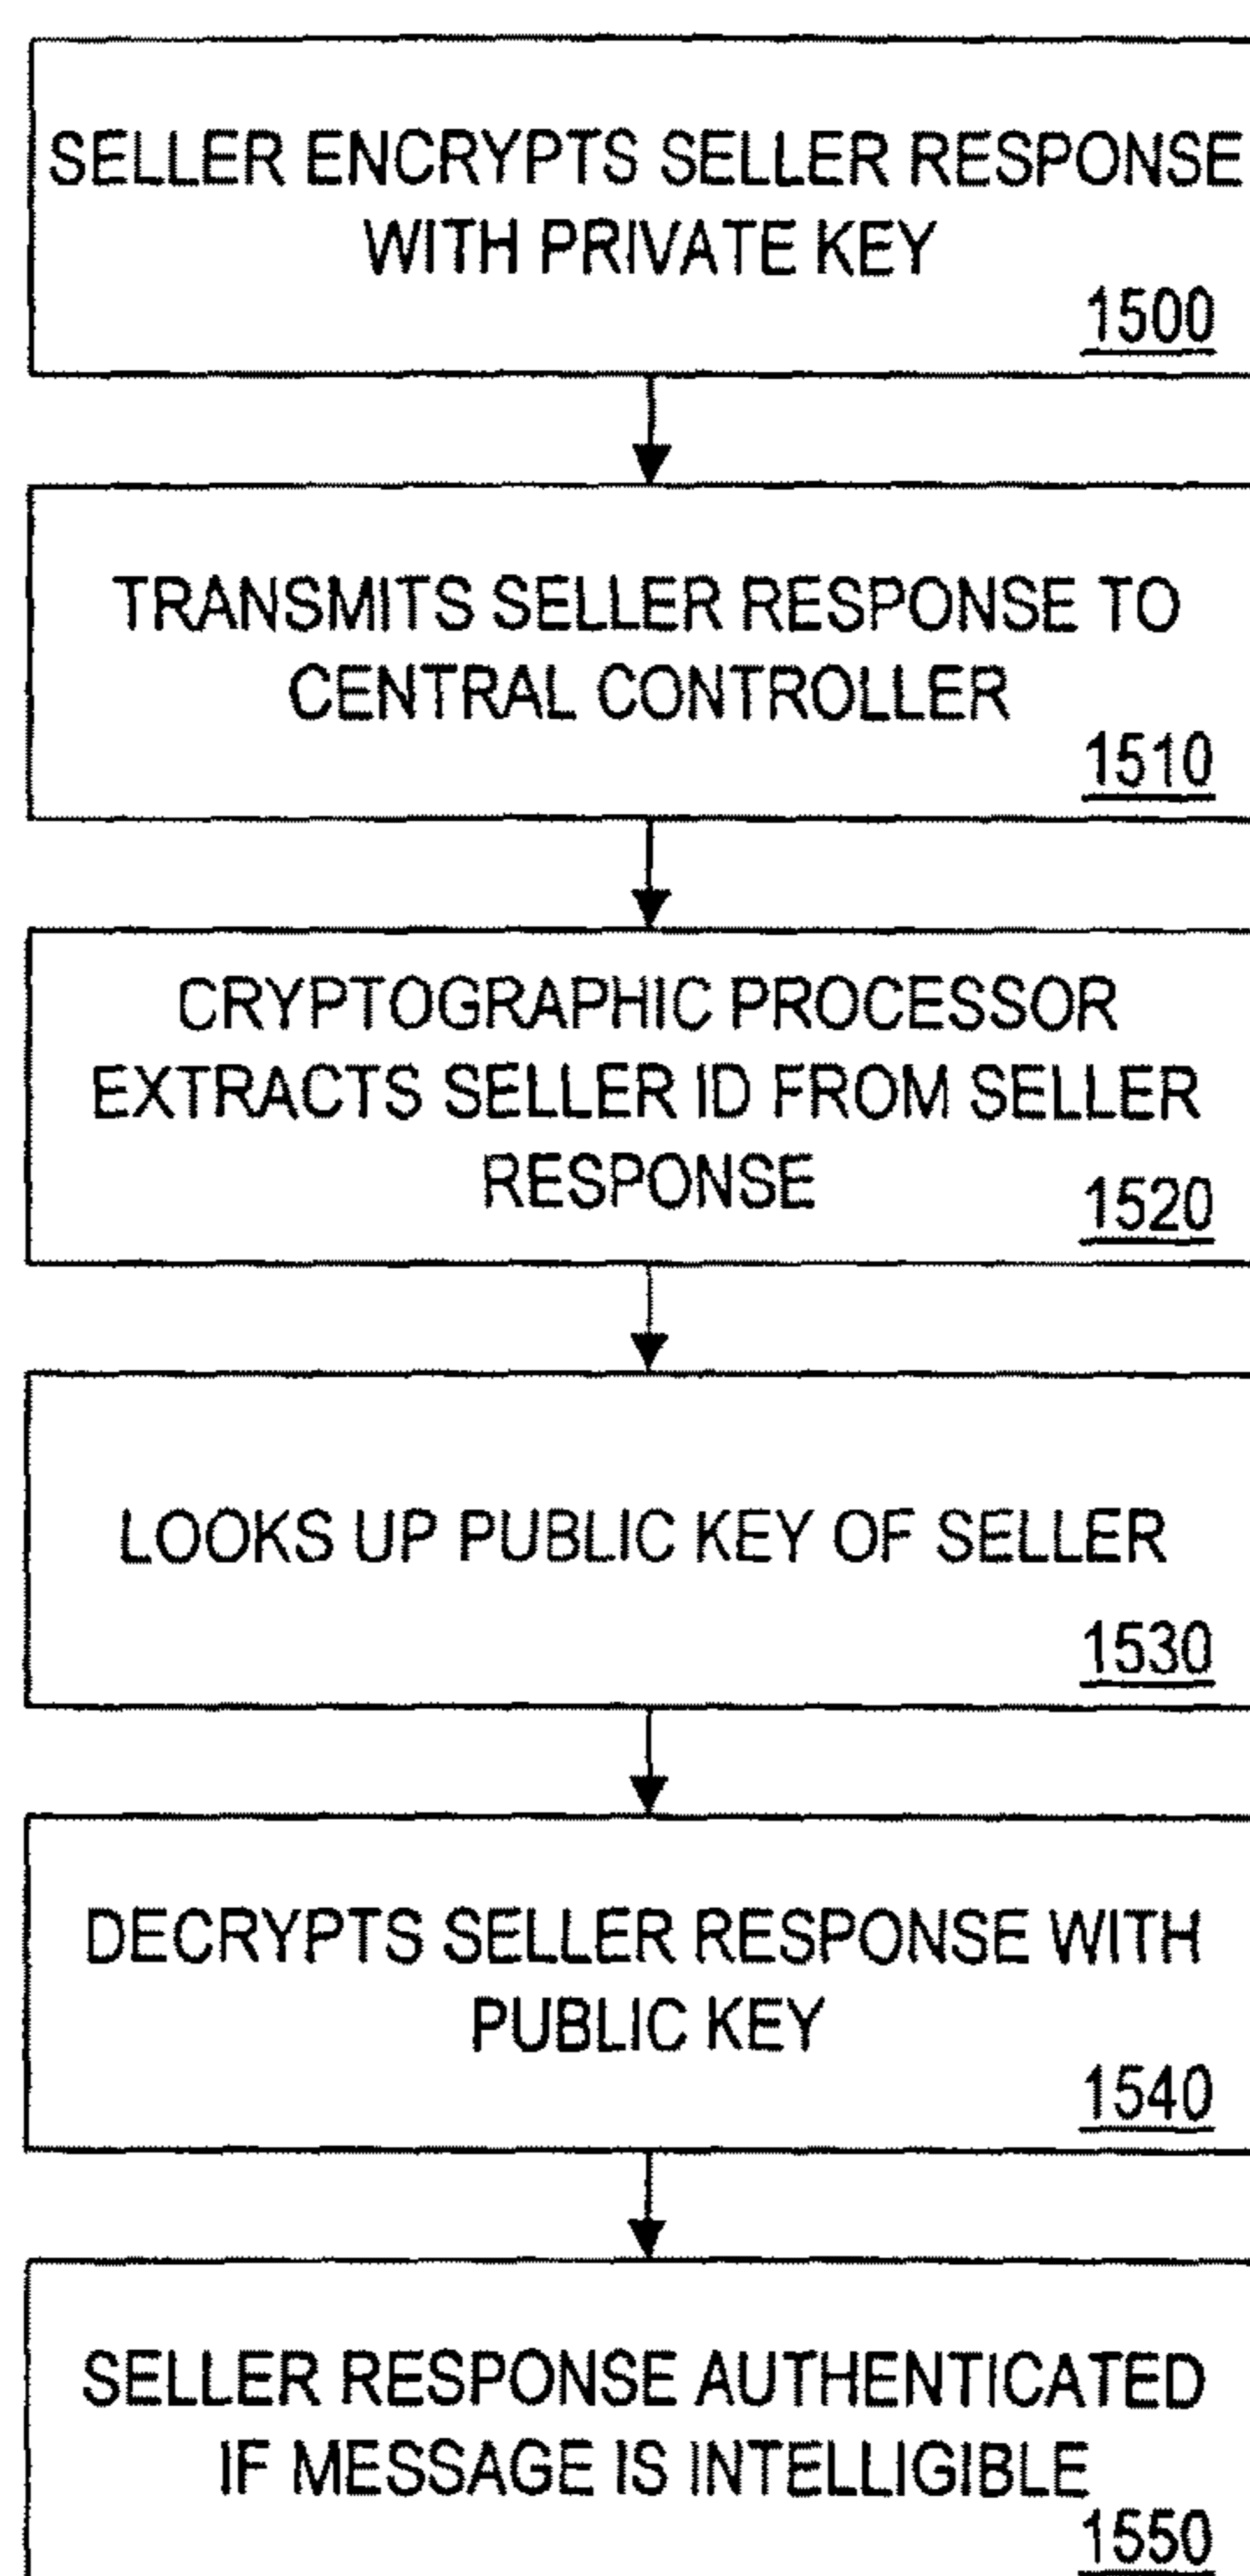 SELLER ENCRYPTS SELLER RESPONSE
WITH PRIVATE KEY
1500
TRANSMITS SELLER RESPONSE TO
CENTRAL CONTROLLER
1510
CRYPTOGRAPHIC PROCESSOR
EXTRACTS SELLER ID FROM SELLER
RESPONSE
1520
LOOKS UP PUBLIC KEY OF SELLER
1530
DECRYPTS SELLER RESPONSE WITH
PUBLIC KEY
1540
SELLER RESPONSE AUTHENTICATED
IF MESSAGE IS INTELLIGIBLE
1550